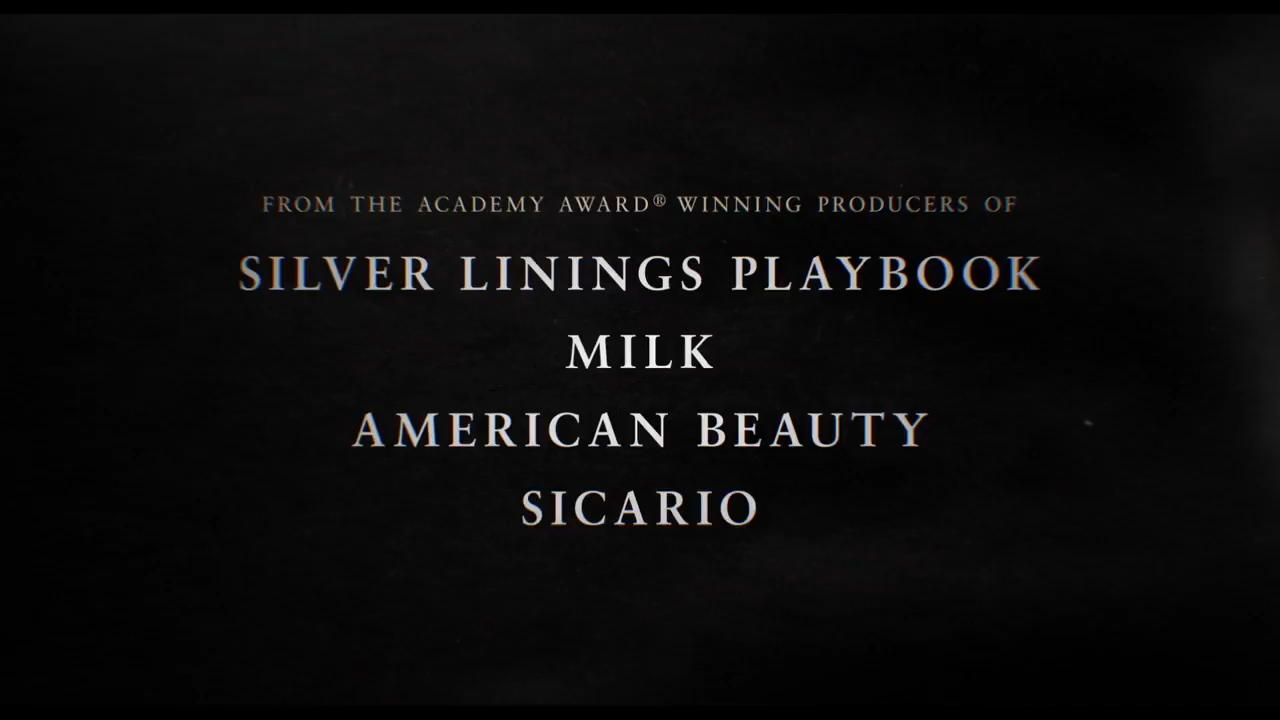 FROM THE ACADEMY AWARD® WINNING PRODUCERS OF
SILVER LININGS PLAYBOOK
MILK
AMERICAN BEAUTY
SICARIO